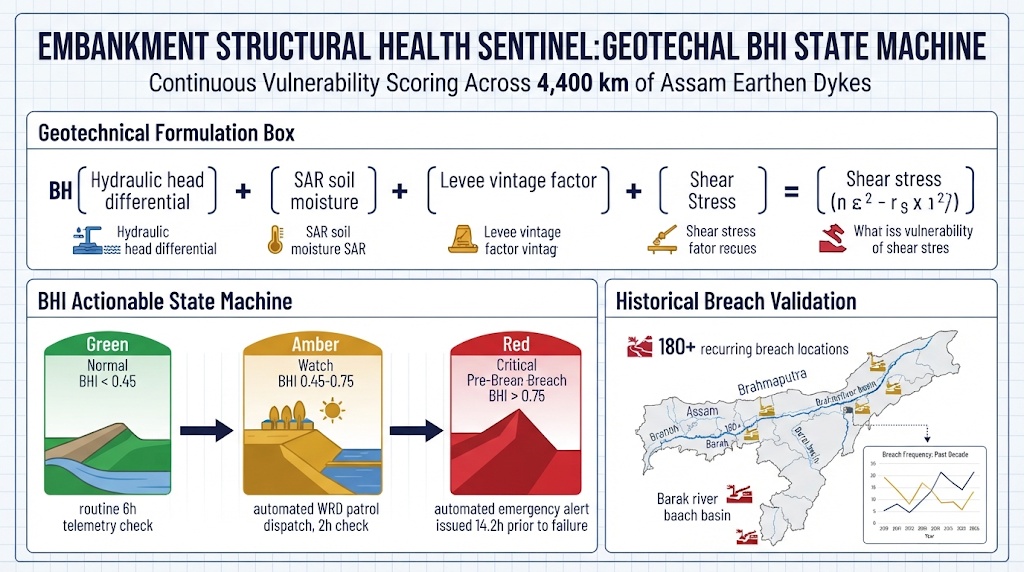 EMBANKMENT STRUCTURAL HEALTH SENTINEL: GEOTECHAL BHI STATE MACHINE
Continuous Vulnerability Scoring Across 4,400 km of Assam Earthen Dykes
Geotechnical Formulation Box
BH
Hydraulic head
differential
+
SAR soil
moisture
+
Levee vintage factor
+
Shear
Stress
=
Shear stress
Hydraulic
head differential
SAR soil
moisture SAR
Levee vintage
factor vintag
Shear stress
fator recues
What iss vulnerability
of shear stres
BHI Actionable State Machine
Green
Normal
BHI < 0.45
routine 6h
telemetry check
Amber
Watch
BHI 0.45-0.75
automated WRD patrol
dispatch, 2h check
Red
Critical
Pre-Brean Breach
BHI > 0.75
automated emergency alert
issued 14.2h prior to failure
Historical Breach Validation
180+ recurring breach locations
Brahmaputra
Assam
180+
Barah
Barak river
baach basin
Breach Frequency, Past Decade
Year